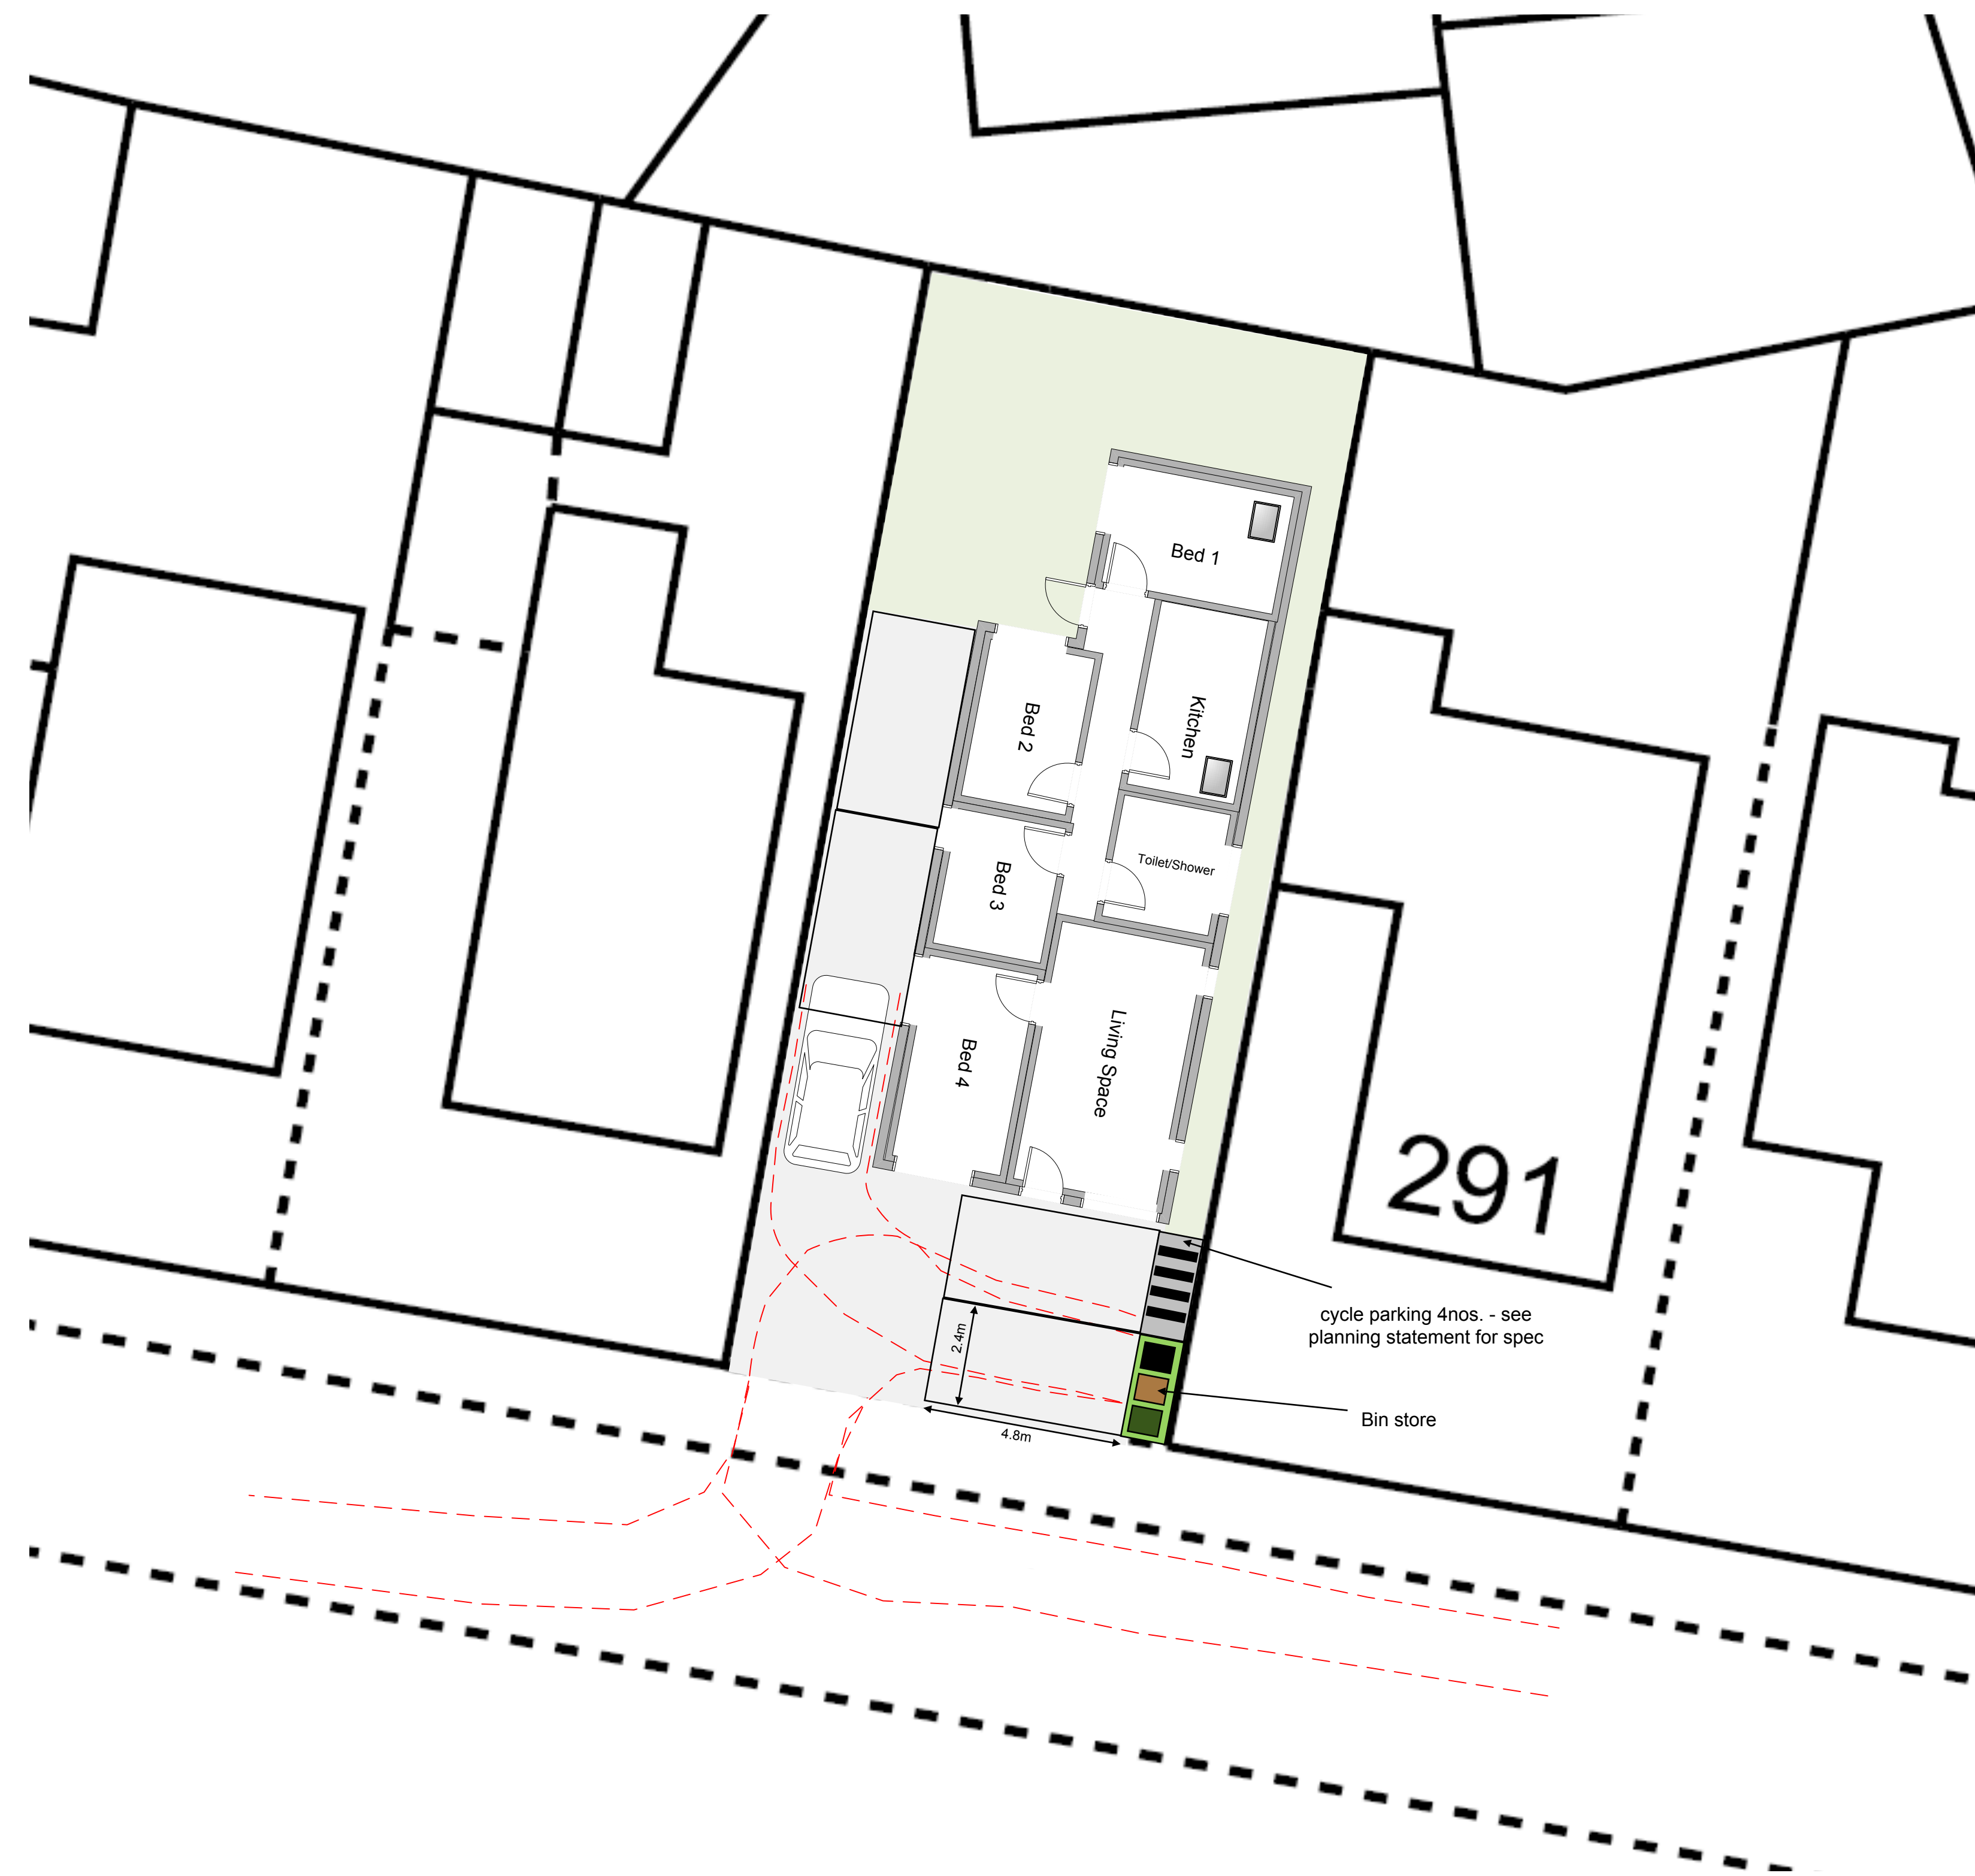 Bed 1
Bed 2
Kitchen
Toilet/Shower
Bed 3
Living Space
Bed 4
291
cycle parking 4nos. - see
planning statement for spec
2.4m
Bin store
4.8m